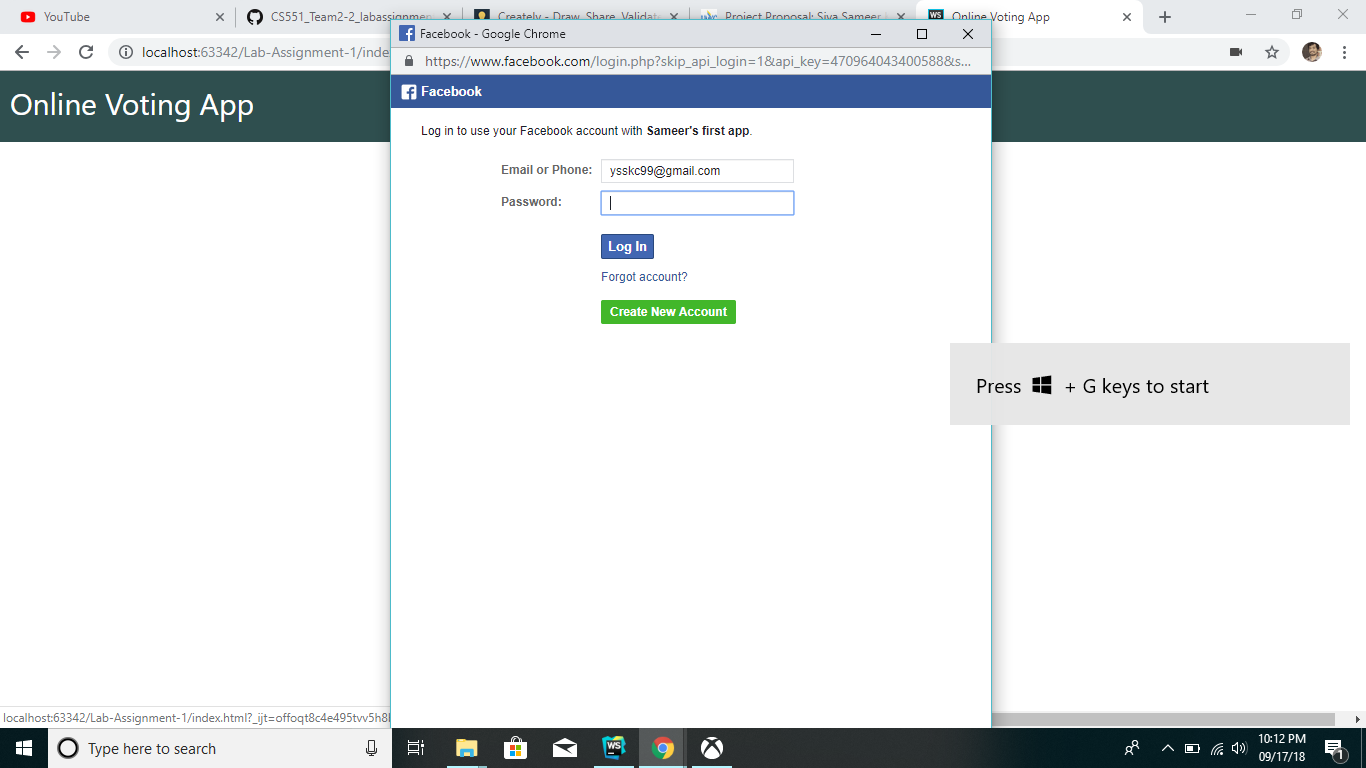 YouTube
CS551_Team2-2_labassignmen
Creately - Draw, Share, Validate
Project Proposal: Siva Sameer
Online Voting App
Facebook - Google Chrome
localhost:63342/Lab-Assignment-1/inde
https://www.facebook.com/login.php?skip_api_login=1&api_key=470964043400588&s...
Online Voting App
Facebook
Log in to use your Facebook account with Sameer's first app.
Email or Phone: ysskc99@gmail.com
Password:
Log In
Forgot account?
Create New Account
Press + G keys to start
localhost:63342/Lab-Assignment-1/index.html?_ijt=offoqt8c4e495tvv5h8
Type here to search
WS
10:12 PM
09/17/18
1